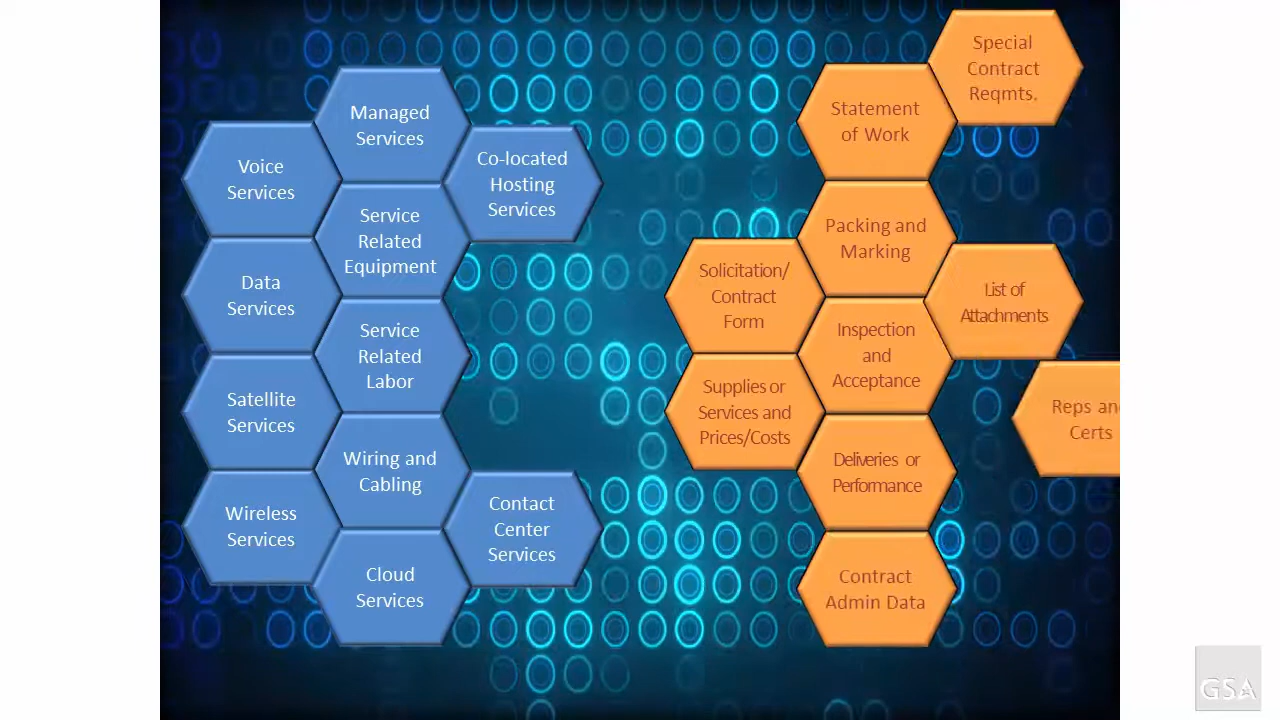 Managed
Services
Voice
Services
Co-located
Hosting
Services
Service
Related
Equipment
Data
Services
Service
Related
Labor
Satellite
Services
Wiring and
Cabling
Wireless
Services
Contact
Center
Services
Cloud
Services
Special
Contract
Reqmts.
Statement
of Work
Packing and
Marking
Solicitation/
Contract
Form
List of
Attachments
Inspection
and
Acceptance
Supplies or
Services and
Prices/Costs
Reps an
Certs
Deliveries or
Performance
Contract
Admin Data
GSA